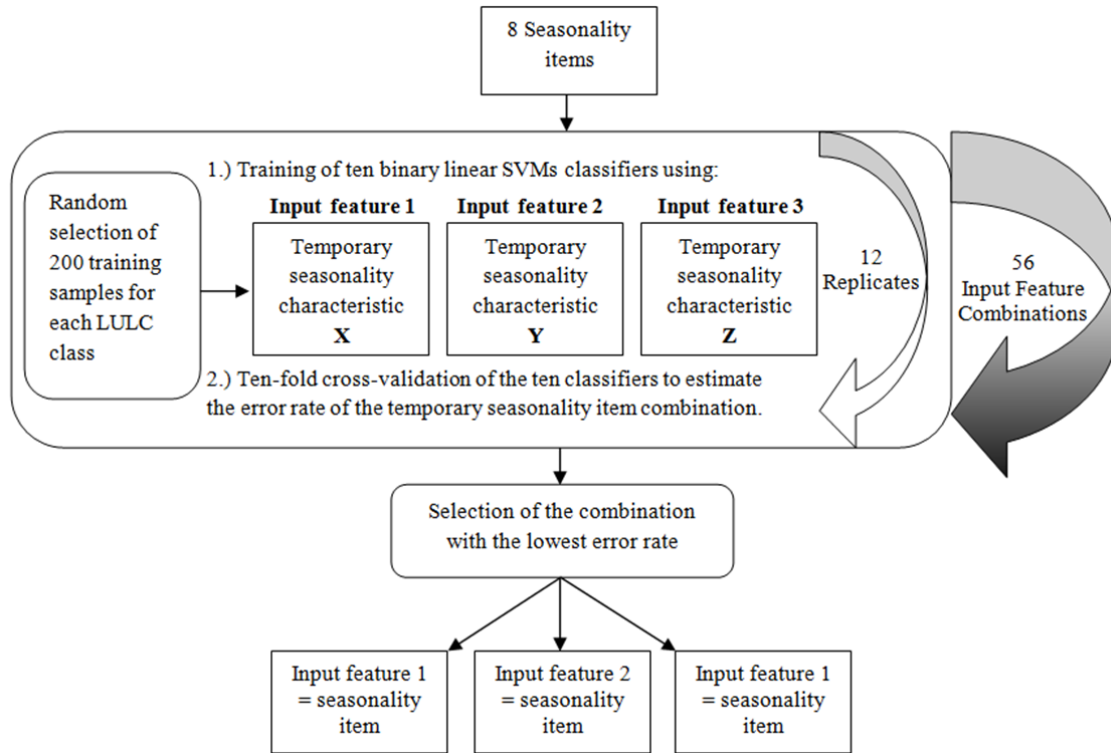 8 Seasonality
items
1.) Training of ten binary linear SVMs classifiers using:
Random
selection of
200 training
samples for
each LULC
class
Input feature 1
Temporary
seasonality
characteristic
X
Input feature 2
Temporary
seasonality
characteristic
Y
Input feature 3
Temporary
seasonality
characteristic
Z
12
Replicates
56
Input Feature
Combinations
2.) Ten-fold cross-validation of the ten classifiers to estimate
the error rate of the temporary seasonality item combination.
Selection of the combination
with the lowest error rate
Input feature 1
= seasonality
item
Input feature 2
= seasonality
item
Input feature 1
= seasonality
item